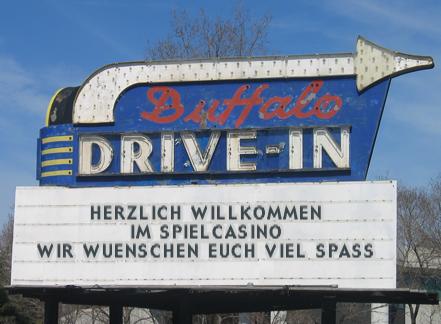 Buffalo
DRIVE-IN
HERZLICH WILLKOMMEN
IM SPIELCASINO
WIR WUENSCHEN EUCH VIEL SPASS